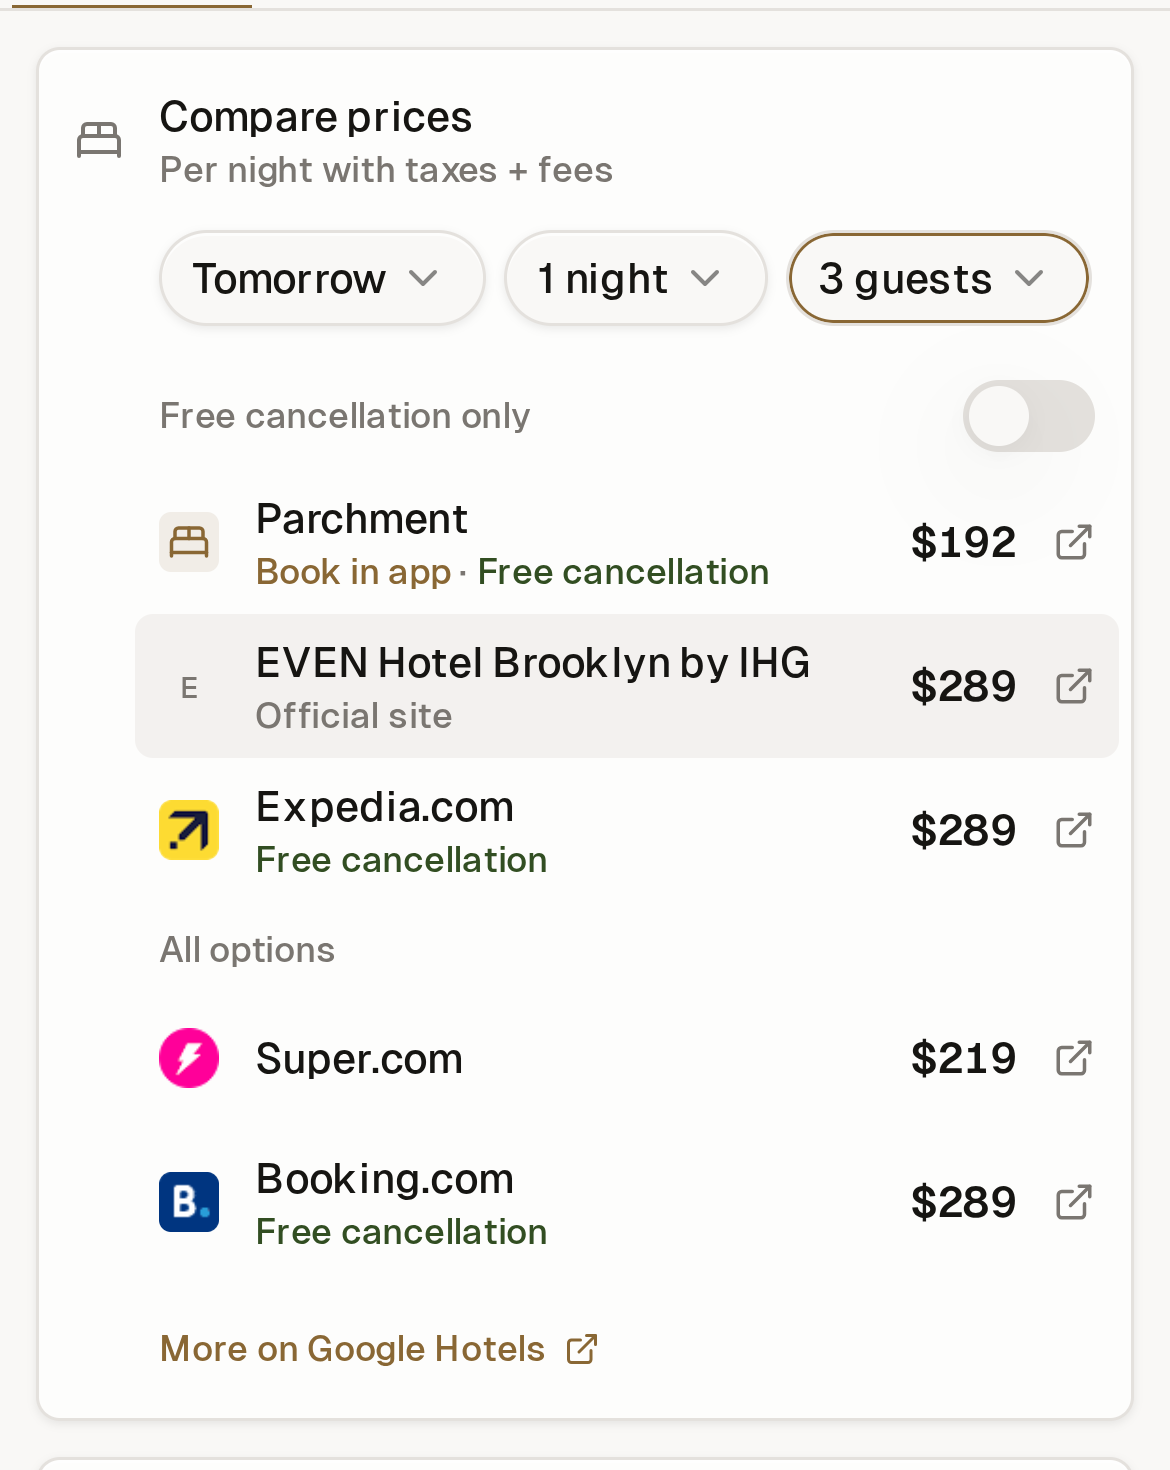 Compare prices
Per night with taxes + fees
Tomorrow
1 night
3 guests
Free cancellation only
Parchment
Book in app · Free cancellation
$192
E
EVEN Hotel Brooklyn by IHG
Official site
$289
Expedia.com
Free cancellation
$289
All options
Super.com
$219
B.
Booking.com
Free cancellation
$289
More on Google Hotels